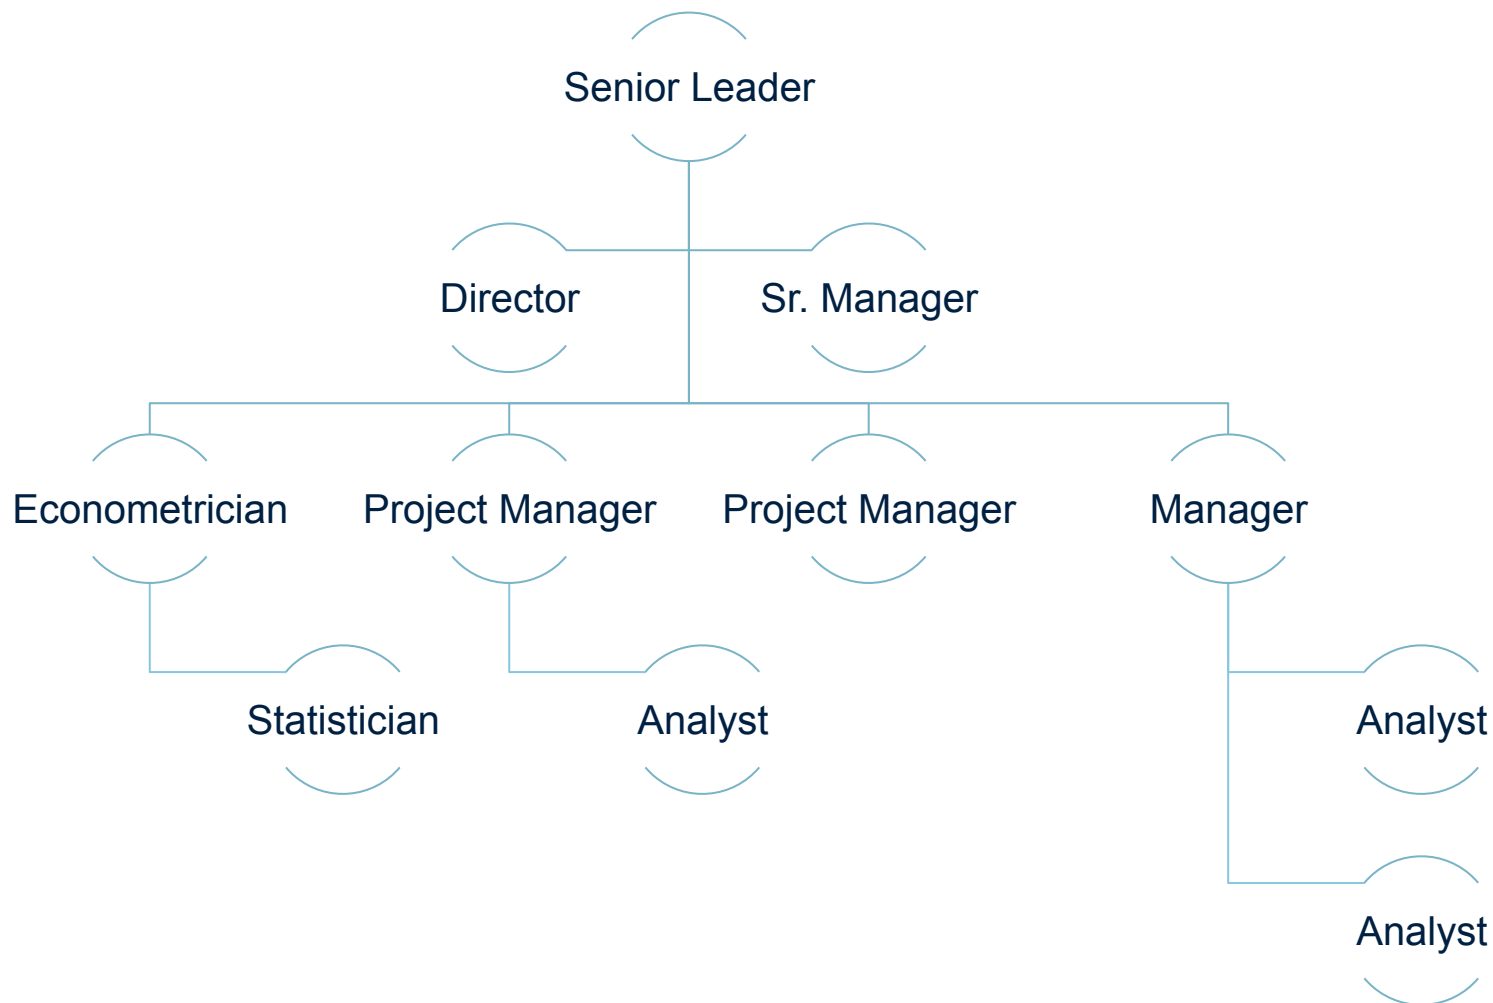 Senior Leader
Director
Sr. Manager
Econometrician
Project Manager
Project Manager
Manager
Statistician
Analyst
Analyst
Analyst